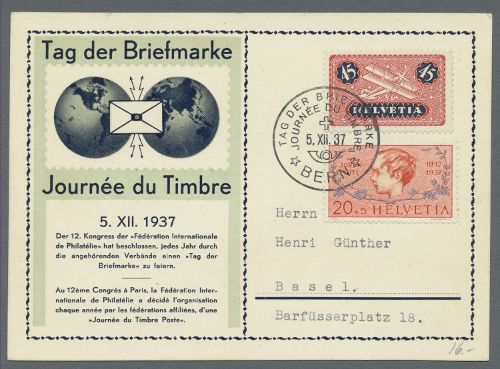 Tag der Briefmarke
Journée du Timbre
5. XII. 1937
Der 12. Kongress der «Fédération Internationale
de Philatélie» hat beschlossen, jedes Jahr durch
die angehörenden Verbände einen «Tag der
Briefmarke» zu feiern.
Au 12ème Congrès à Paris, la Fédération Inter-
nationale de Philatélie a décidé l'organisation
chaque année par les fédérations affiliées, d'une
«Journée du Timbre Poste».
45 45
HELVETIA
TAG DER BRIEFMARKE
JOURNÉE DU TIMBRE
5. XII. 37
BERN
1912
1937
20+5 HELVETIA
Herrn
Henri Günther
Basel.
Barfüsserplatz 18.
16.-